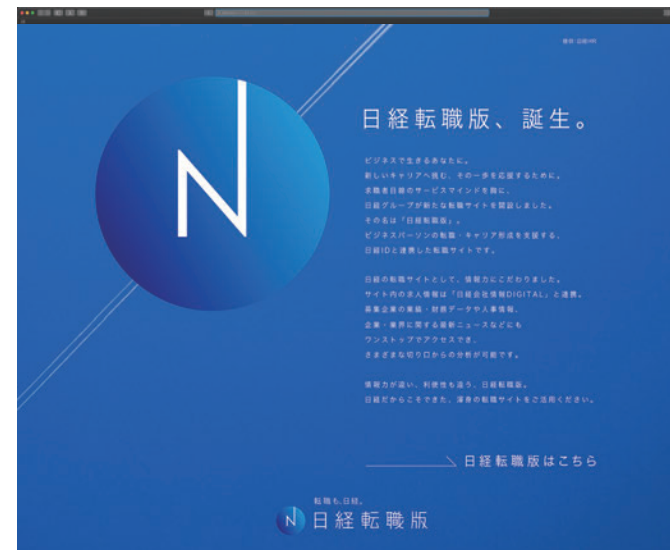 提供:日経HR
N
日経転職版、誕生。
ビジネスで生きるあなたに。
新しいキャリアへ挑む、その一歩を応援するために。
求職者目線のサービスマインドを胸に、
日経グループが新たな転職サイトを開設しました。
その名は「日経転職版」。
ビジネスパーソンの転職・キャリア形成を支援する、
日経IDと連携した転職サイトです。
日経の転職サイトとして、情報力にこだわりました。
サイト内の求人情報は「日経会社情報DIGITAL」と連携。
募集企業の業績・財務データや人事情報、
企業・業界に関する最新ニュースなどにも
ワンストップでアクセスでき、
さまざまな切り口からの分析が可能です。
情報力が違い、利便性も違う、日経転職版。
日経だからこそできた、渾身の転職サイトをご活用ください。
日経転職版はこちら
転職も、日経。
N 日経転職版